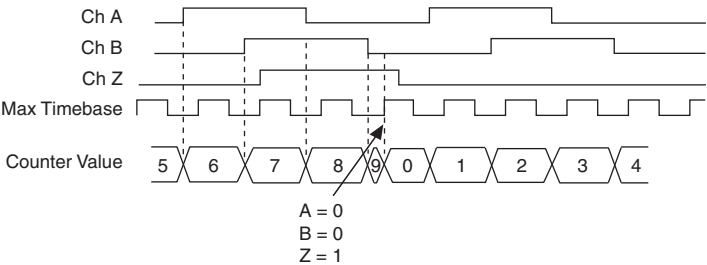 Ch A
Ch B
Ch Z
Max Timebase
Counter Value 5 6 7 8 9 0 1 2 3 4
A = 0
B = 0
Z = 1